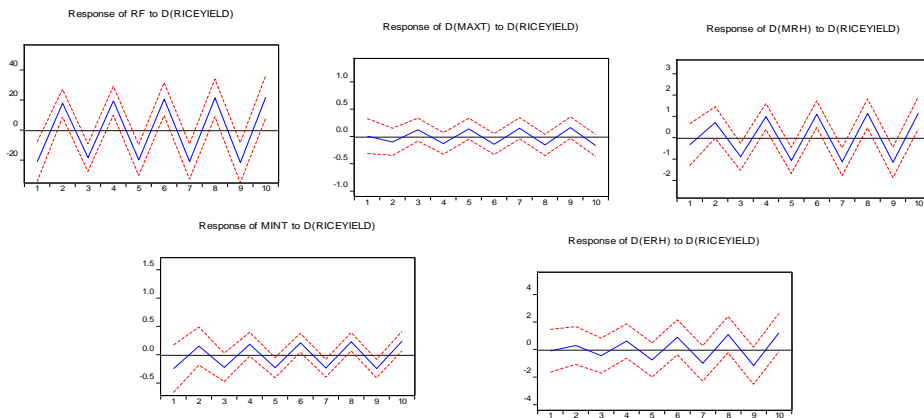 Response of RF to D(RICEYIELD)
40
20
0
-20
1 2 3 4 5 6 7 8 9 10
Response of D(MAXT) to D(RICEYIELD)
1.0
0.5
0.0
-0.5
-1.0
1 2 3 4 5 6 7 8 9 10
Response of D(MRH) to D(RICEYIELD)
3
2
1
0
-1
-2
1 2 3 4 5 6 7 8 9 10
Response of MINT to D(RICEYIELD)
1.5
1.0
0.5
0.0
-0.5
1 2 3 4 5 6 7 8 9 10
Response of D(ERH) to D(RICEYIELD)
4
2
0
-2
-4
1 2 3 4 5 6 7 8 9 10